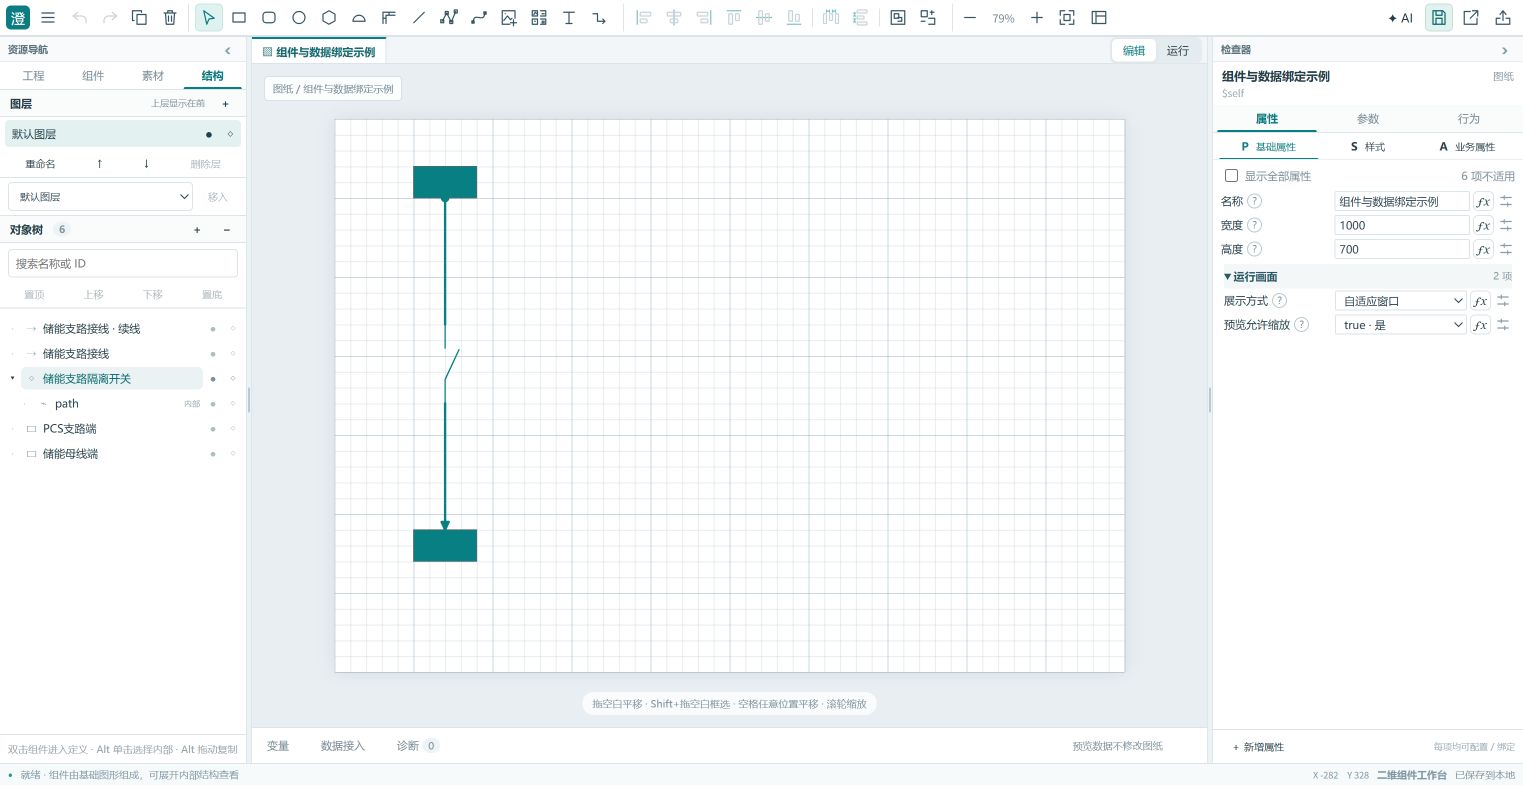 澄
79%
AI
资源导航
组件与数据绑定示例
编辑
运行
检查器
工程
组件
素材
结构
图纸 / 组件与数据绑定示例
组件与数据绑定示例
图纸
$self
图层
上层显示在前
+
属性
参数
行为
默认图层
P 基础属性
S 样式
A 业务属性
重命名
↑
↓
删除层
显示全部属性
6 项不适用
默认图层
移入
名称 ?
组件与数据绑定示例
ƒx
宽度 ?
1000
ƒx
高度 ?
700
ƒx
对象树 6
+
−
搜索名称或 ID
运行画面
2 项
置顶
上移
下移
置底
展示方式 ?
自适应窗口
ƒx
预览允许缩放 ?
true · 是
ƒx
储能支路接线 · 续线
储能支路接线
储能支路隔离开关
path
内部
PCS支路端
储能母线端
拖空白平移 · Shift+拖空白框选 · 空格任意位置平移 · 滚轮缩放
双击组件进入定义 · Alt 单击选择内部 · Alt 拖动复制
变量
数据接入
诊断 0
预览数据不修改图纸
+ 新增属性
每项均可配置 / 绑定
就绪 · 组件由基础图形组成，可展开内部结构查看
X -282 Y 328 二维组件工作台 已保存到本地